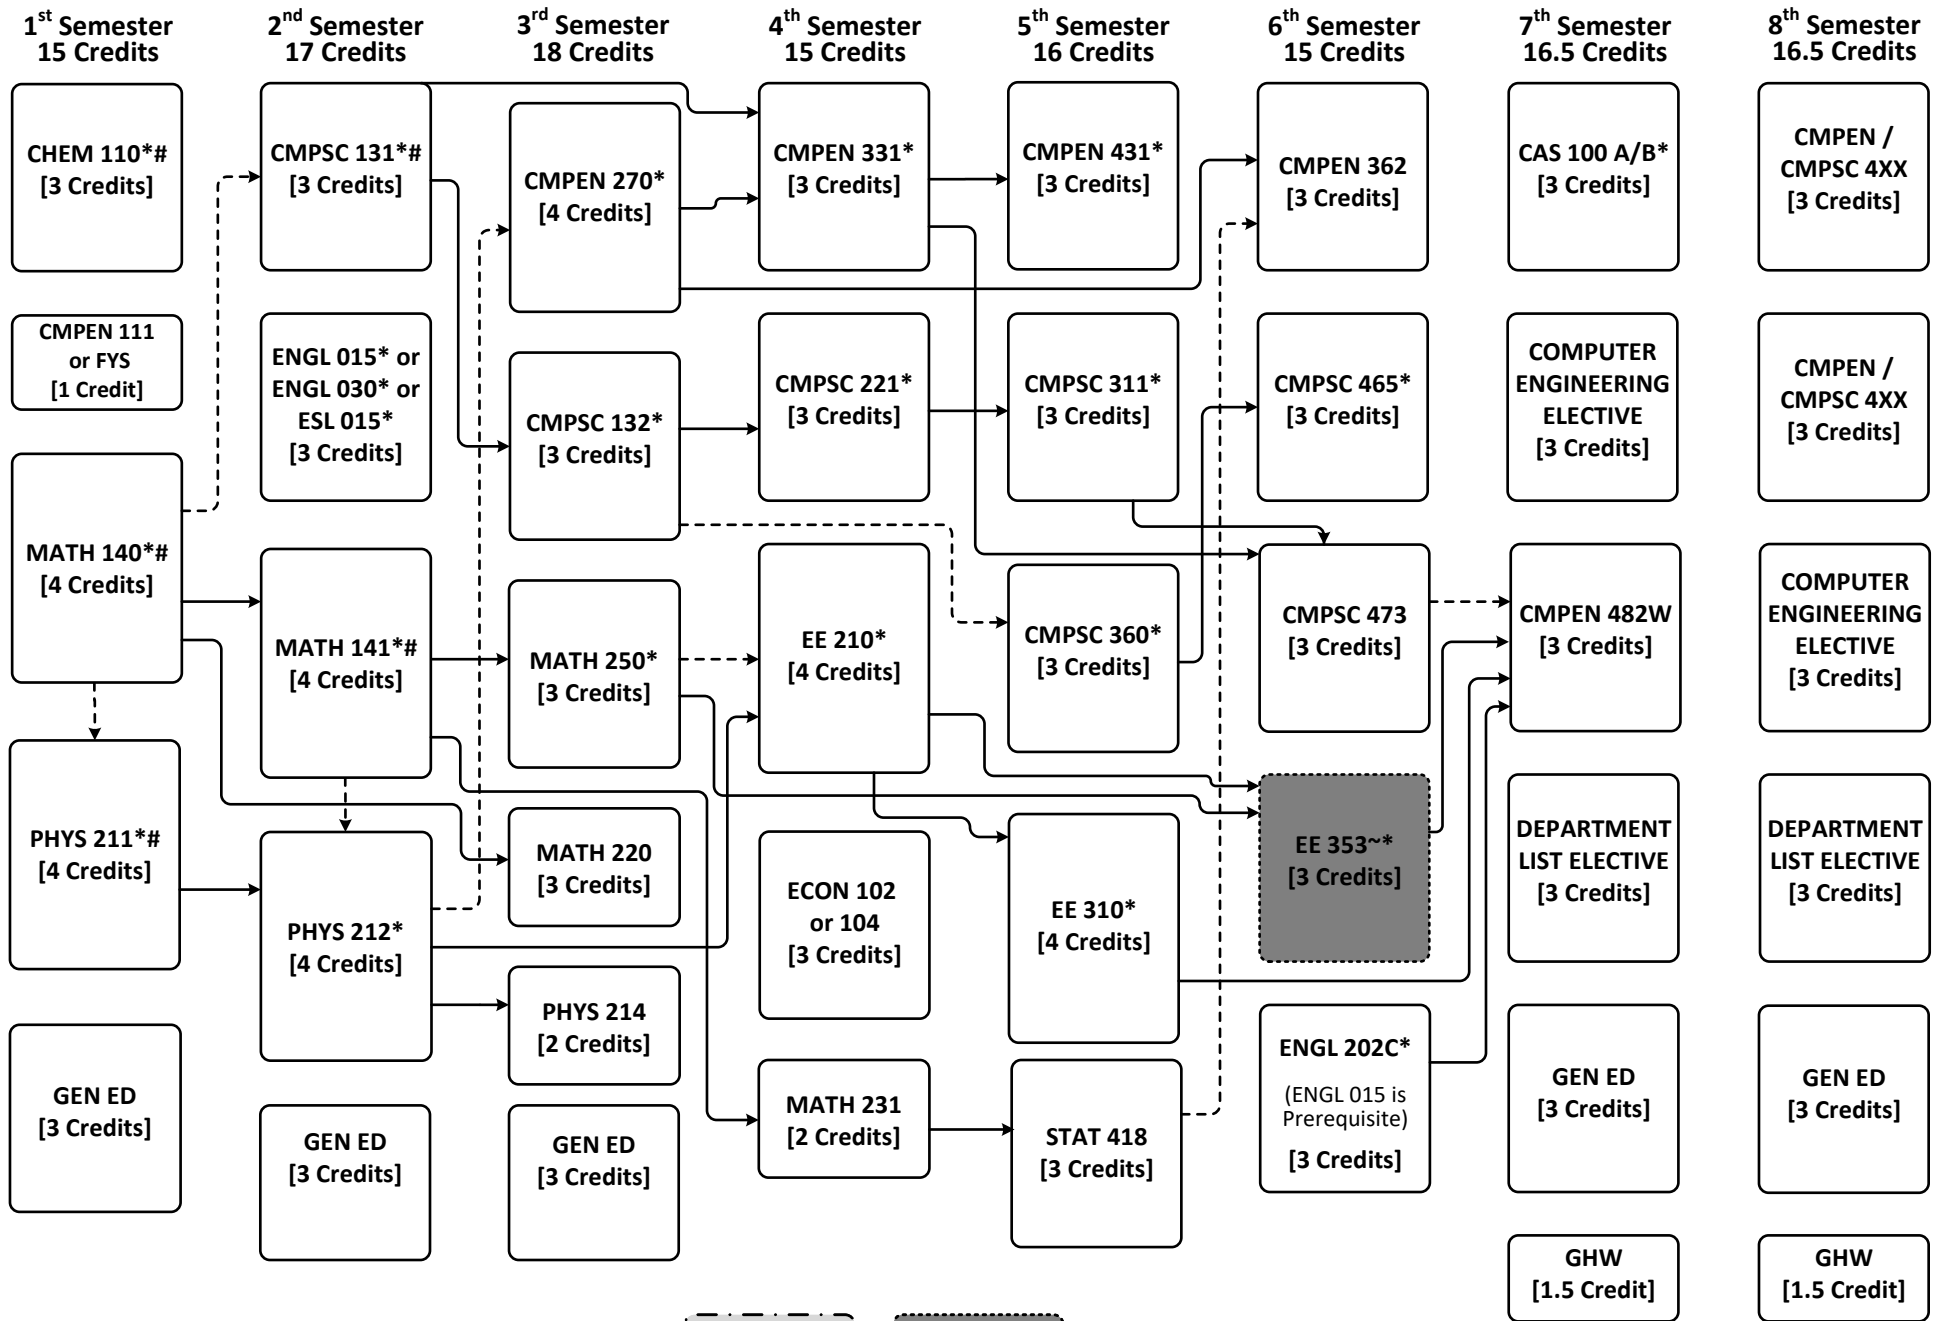 1st Semester
15 Credits
2nd Semester
17 Credits
3rd Semester
18 Credits
4th Semester
15 Credits
5th Semester
16 Credits
6th Semester
15 Credits
7th Semester
16.5 Credits
8th Semester
16.5 Credits
CHEM 110*#
[3 Credits]
CMPEN 111
or FYS
[1 Credit]
MATH 140*#
[4 Credits]
PHYS 211*#
[4 Credits]
GEN ED
[3 Credits]
CMPSC 131*#
[3 Credits]
ENGL 015* or
ENGL 030* or
ESL 015*
[3 Credits]
MATH 141*#
[4 Credits]
PHYS 212*
[4 Credits]
GEN ED
[3 Credits]
CMPEN 270*
[4 Credits]
CMPSC 132*
[3 Credits]
MATH 250*
[3 Credits]
MATH 220
[3 Credits]
PHYS 214
[2 Credits]
GEN ED
[3 Credits]
CMPEN 331*
[3 Credits]
CMPSC 221*
[3 Credits]
EE 210*
[4 Credits]
ECON 102
or 104
[3 Credits]
MATH 231
[2 Credits]
CMPEN 431*
[3 Credits]
CMPSC 311*
[3 Credits]
CMPSC 360*
[3 Credits]
EE 310*
[4 Credits]
STAT 418
[3 Credits]
CMPEN 362
[3 Credits]
CMPSC 465*
[3 Credits]
CMPSC 473
[3 Credits]
EE 353~*
[3 Credits]
ENGL 202C*
(ENGL 015 is
Prerequisite)
[3 Credits]
CAS 100 A/B*
[3 Credits]
COMPUTER
ENGINEERING
ELECTIVE
[3 Credits]
CMPEN 482W
[3 Credits]
DEPARTMENT
LIST ELECTIVE
[3 Credits]
GEN ED
[3 Credits]
GHW
[1.5 Credit]
CMPEN /
CMPSC 4XX
[3 Credits]
CMPEN /
CMPSC 4XX
[3 Credits]
COMPUTER
ENGINEERING
ELECTIVE
[3 Credits]
DEPARTMENT
LIST ELECTIVE
[3 Credits]
GEN ED
[3 Credits]
GHW
[1.5 Credit]